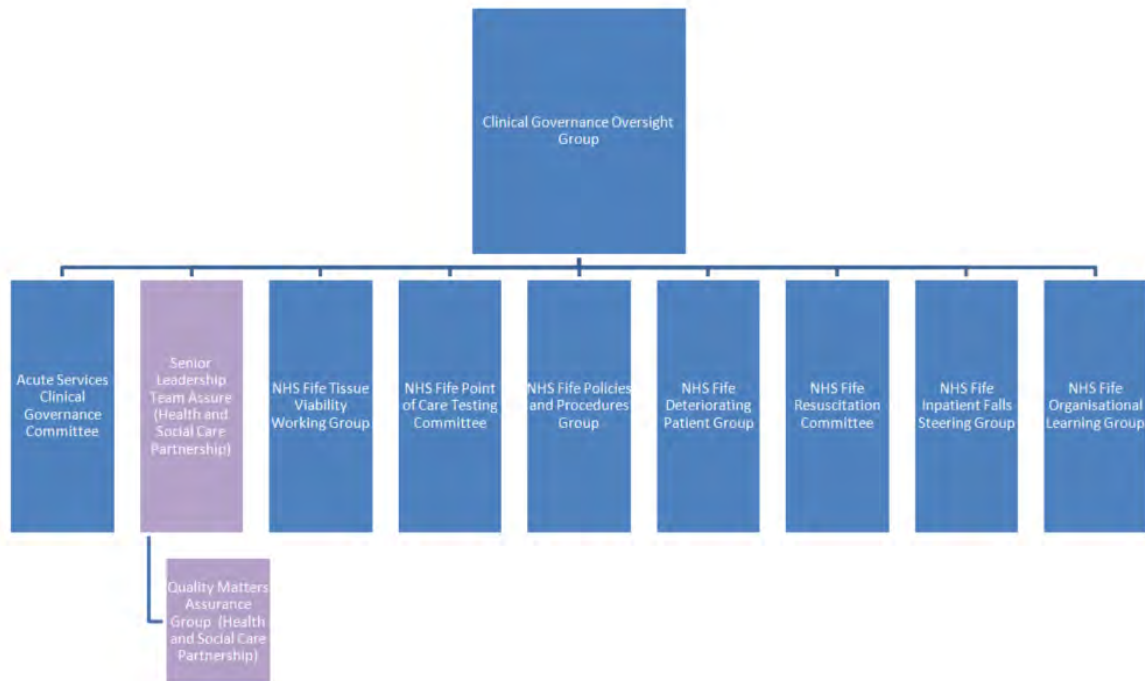 Clinical Governance Oversight
Group
Acute Services
Clinical
Governance
Committee
Senior
Leadership
Team Assure
(Health and
Social Care
Partnership)
NHS Fife Tissue
Viability
Working Group
NHS Fife Point
of Care Testing
Committee
NHS Fife Policies
and Procedures
Group
NHS Fife
Deteriorating
Patient Group
NHS Fife
Resuscitation
Committee
NHS Fife
Inpatient Falls
Steering Group
NHS Fife
Organisational
Learning Group
Quality Matters
Assurance
Group (Health
and Social Care
Partnership)